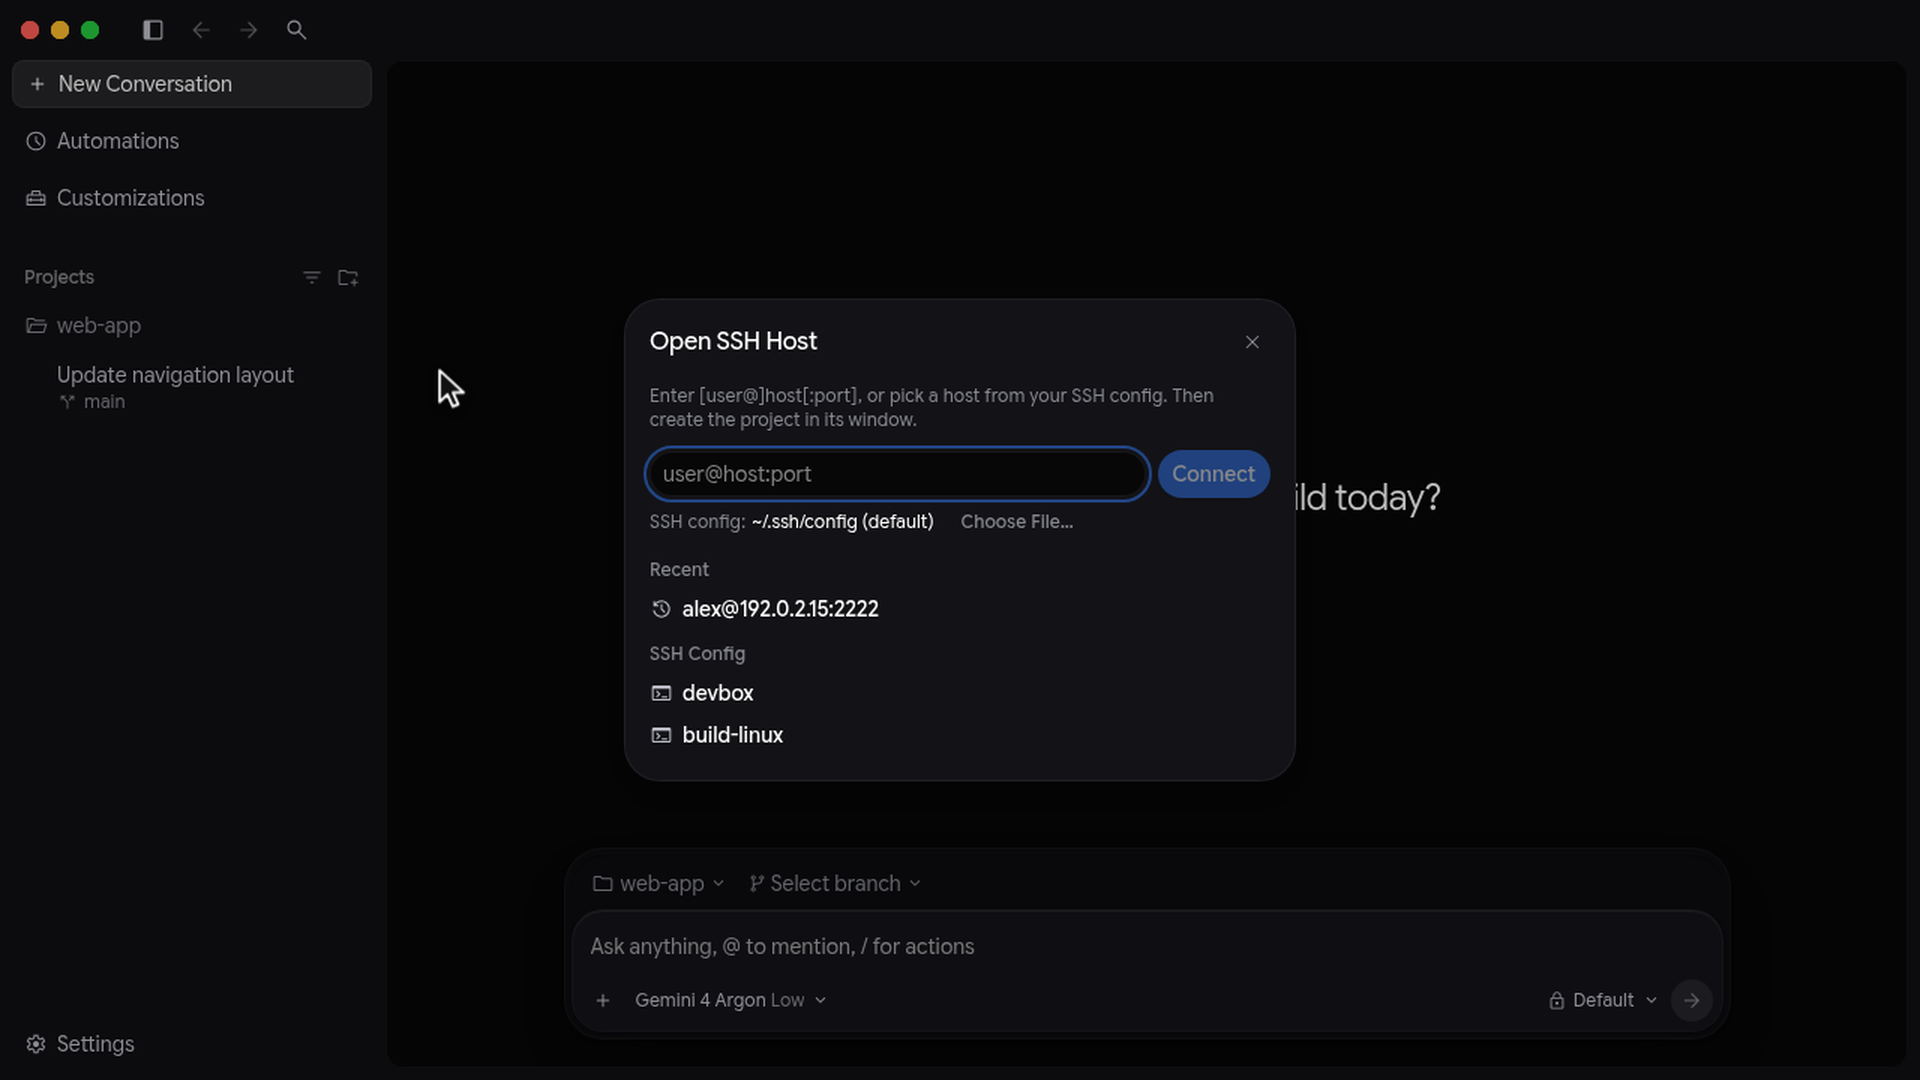 New Conversation
Automations
Customizations
Projects
web-app
Update navigation layout
main
Settings
Open SSH Host
Enter [user@]host[:port], or pick a host from your SSH config. Then
create the project in its window.
user@host:port
Connect
SSH config: ~/.ssh/config (default) Choose File...
Recent
alex@192.0.2.15:2222
SSH Config
devbox
build-linux
today?
web-app Select branch
Ask anything, @ to mention, / for actions
Gemini 4 Argon Low Default